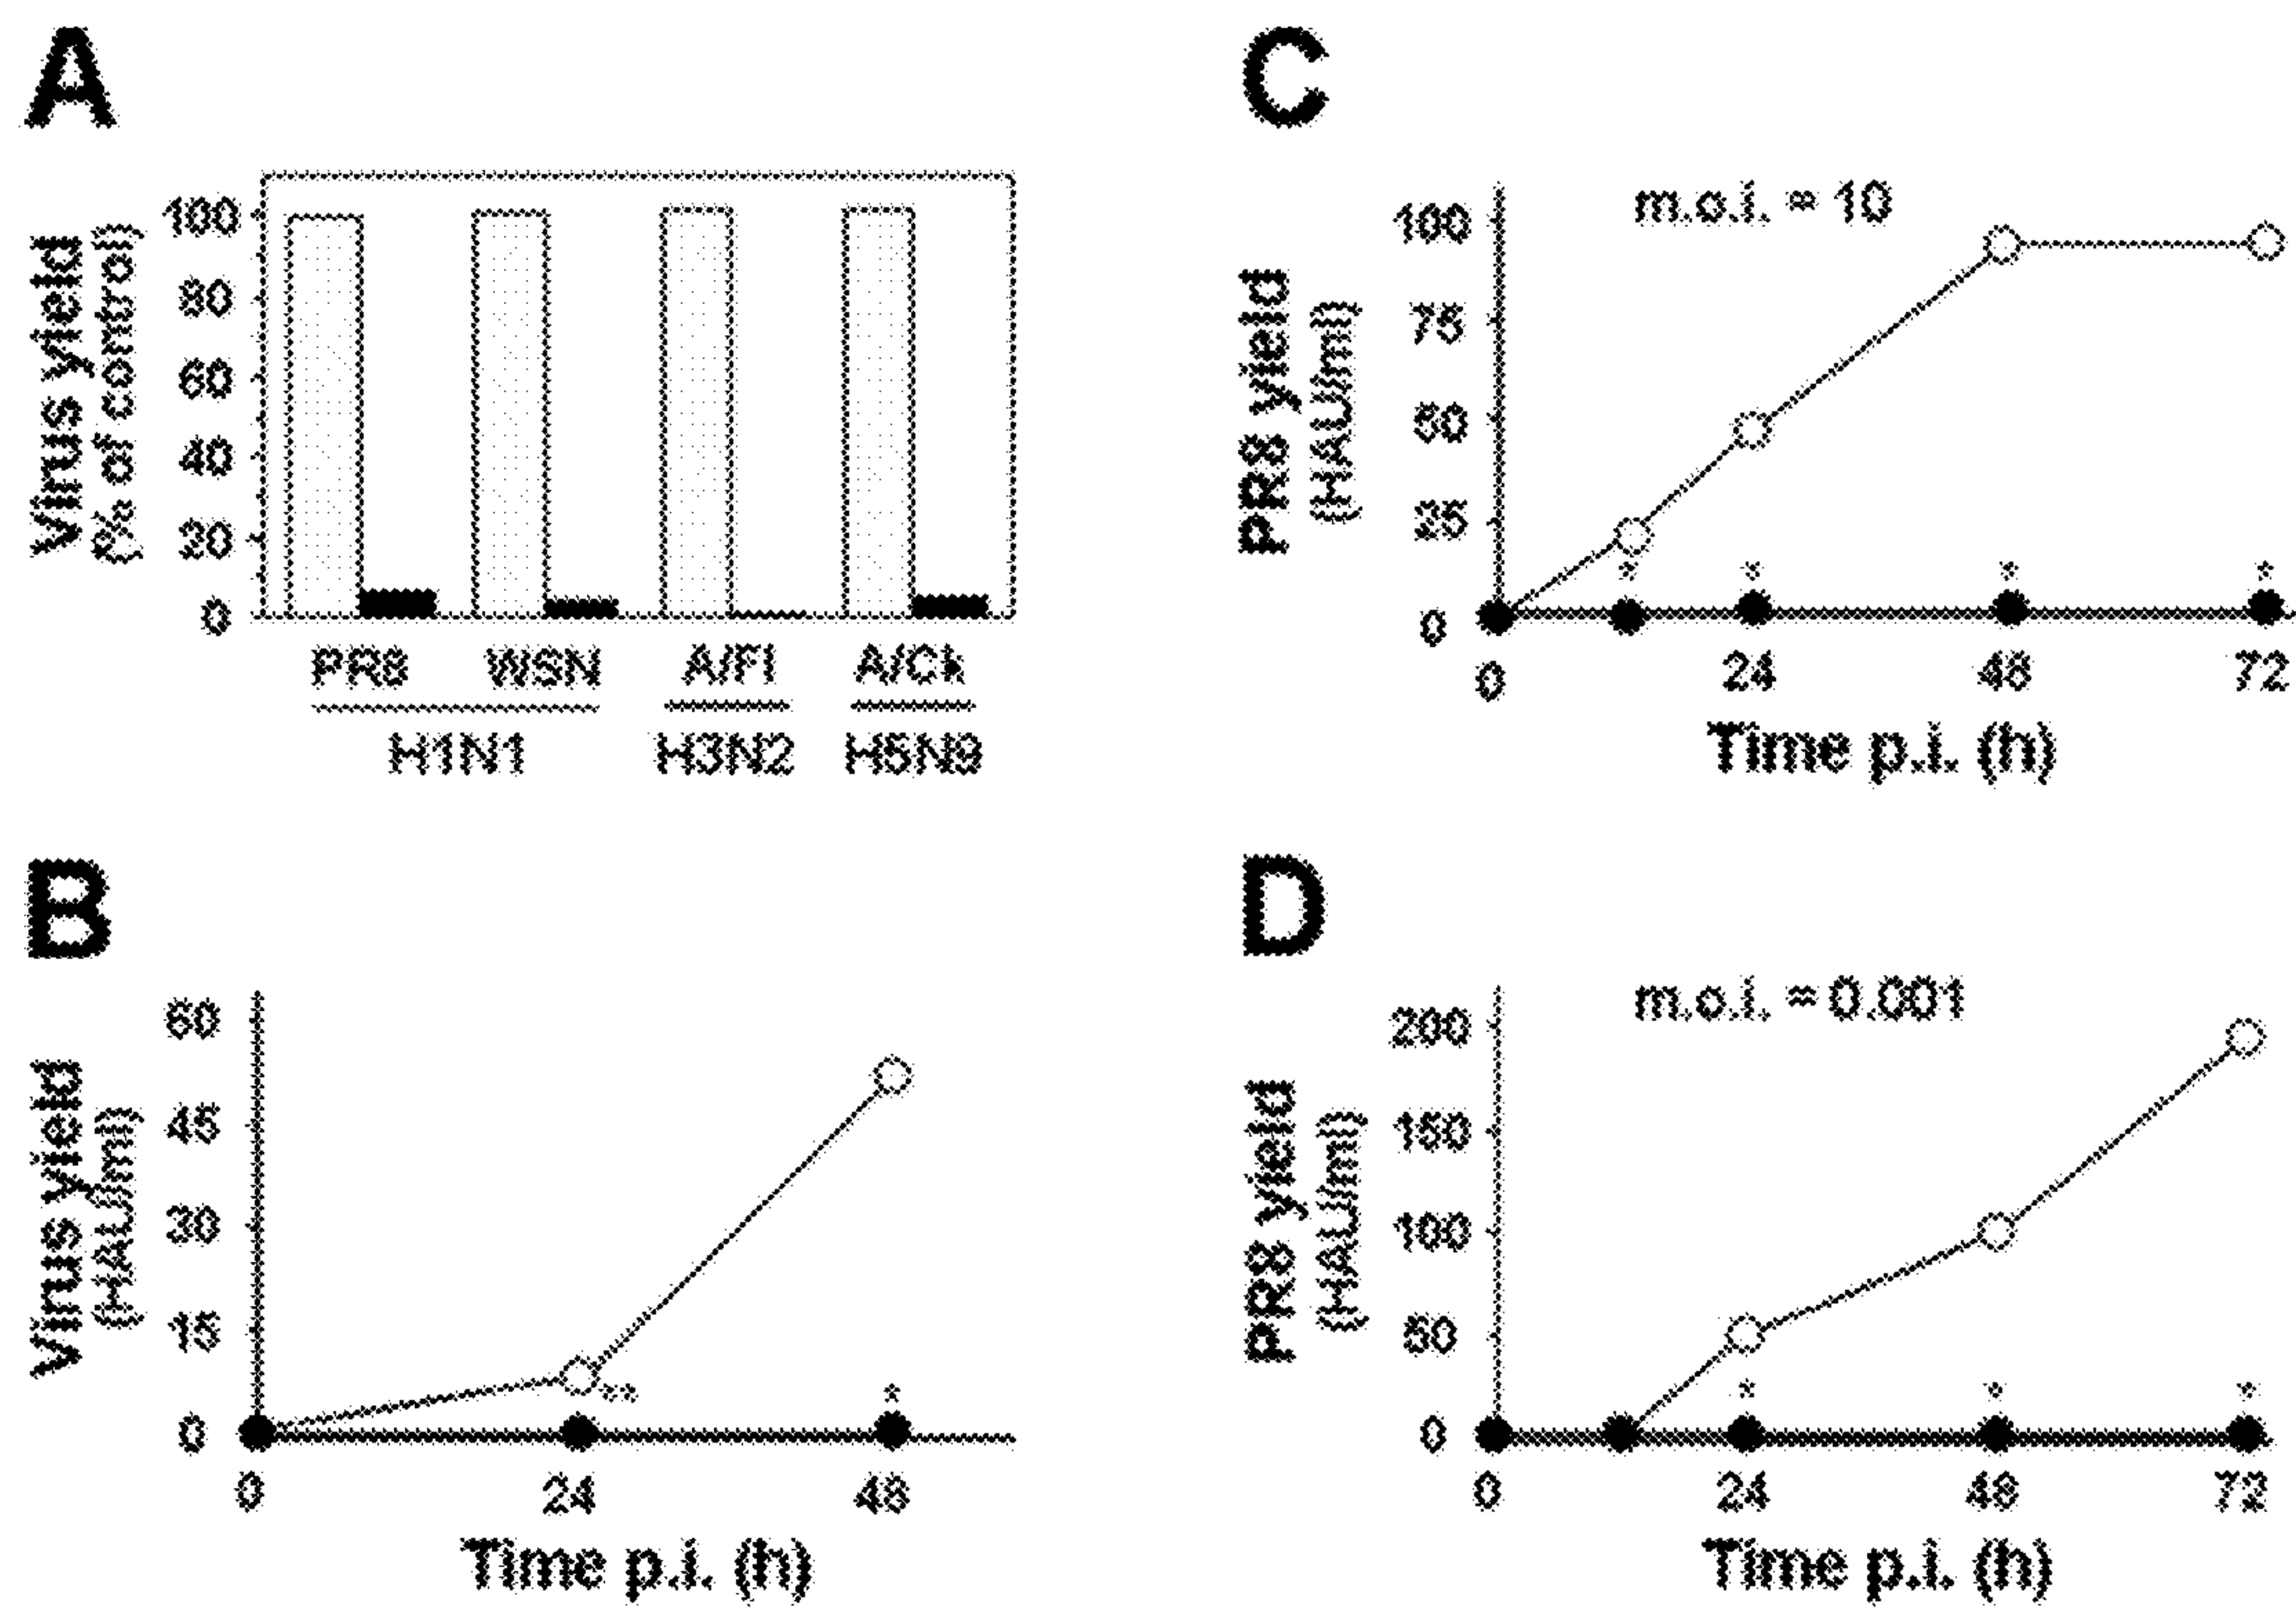 A
Virus yield
(% of control)
100
80
60
40
20
0
PR8 WSN A/Fl A/Ck
H1N1 H3N2 H5N9
B
Virus yield
(HAU/ml)
60
45
30
15
0
0 24 48
Time p.i. (h)
C
m.o.i. = 10
PR8 yield
(HAU/ml)
100
75
50
25
0
* * * *
0 24 48 72
Time p.i. (h)
D
m.o.i. = 0.001
PR8 yield
(HAU/ml)
200
150
100
50
0
* * *
0 24 48 72
Time p.i. (h)